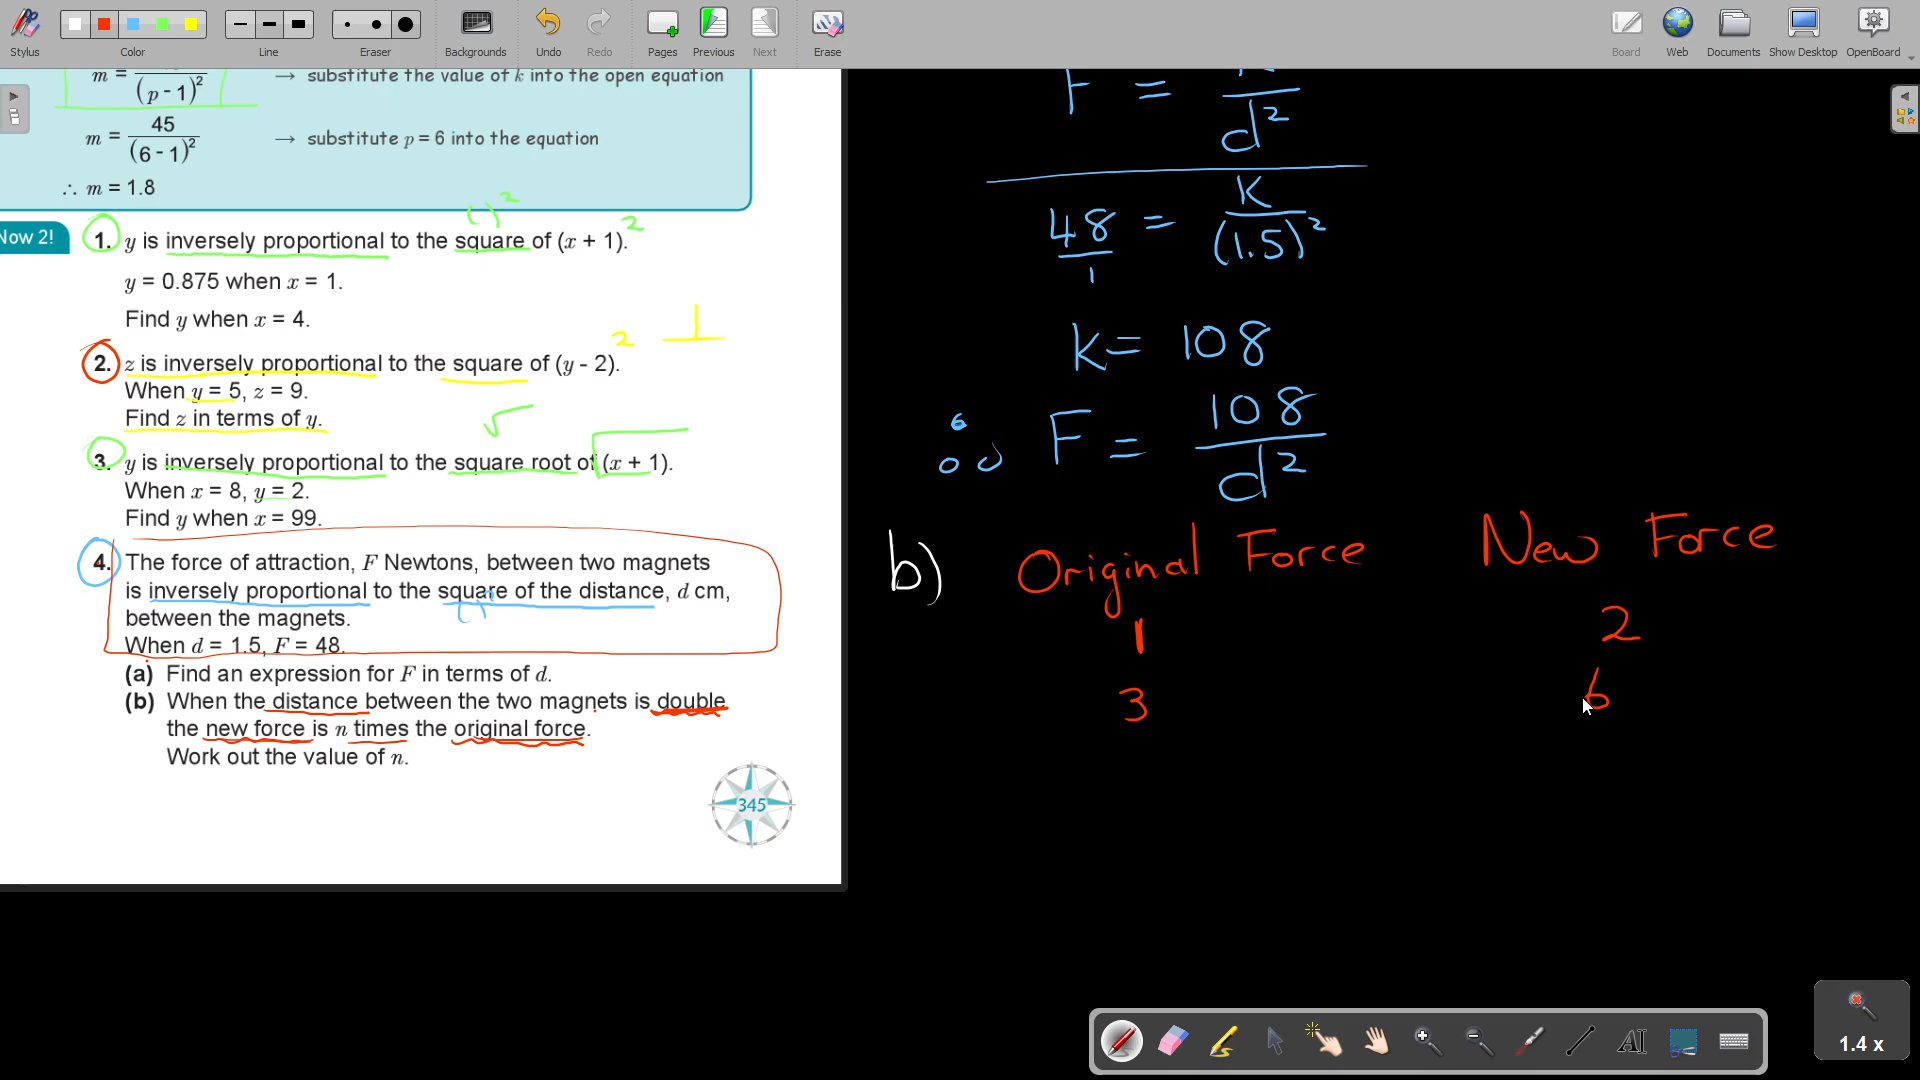 Stylus
Color
Line
Eraser
Backgrounds
Undo
Redo
Pages
Previous
Next
Erase
Board
Web
Documents
Show Desktop
OpenBoard
m = (p - 1)² → substitute the value of k into the open equation
m = 45 / (6 - 1)² → substitute p = 6 into the equation
∴ m = 1.8
Now 2!
( )²
1. y is inversely proportional to the square of (x + 1).²
y = 0.875 when x = 1.
Find y when x = 4.
2 1
2. z is inversely proportional to the square of (y - 2).
When y = 5, z = 9.
Find z in terms of y.
√
3. y is inversely proportional to the square root of (x + 1).
When x = 8, y = 2.
Find y when x = 99.
4. The force of attraction, F Newtons, between two magnets
is inversely proportional to the square of the distance, d cm,
between the magnets.
When d = 1.5, F = 48.
(a) Find an expression for F in terms of d.
(b) When the distance between the two magnets is double
the new force is n times the original force.
Work out the value of n.
345
F = K / d²
48 / 1 = K / (1.5)²
K = 108
∴ F = 108 / d²
b) Original Force New Force
1 2
3 6
1.4 x